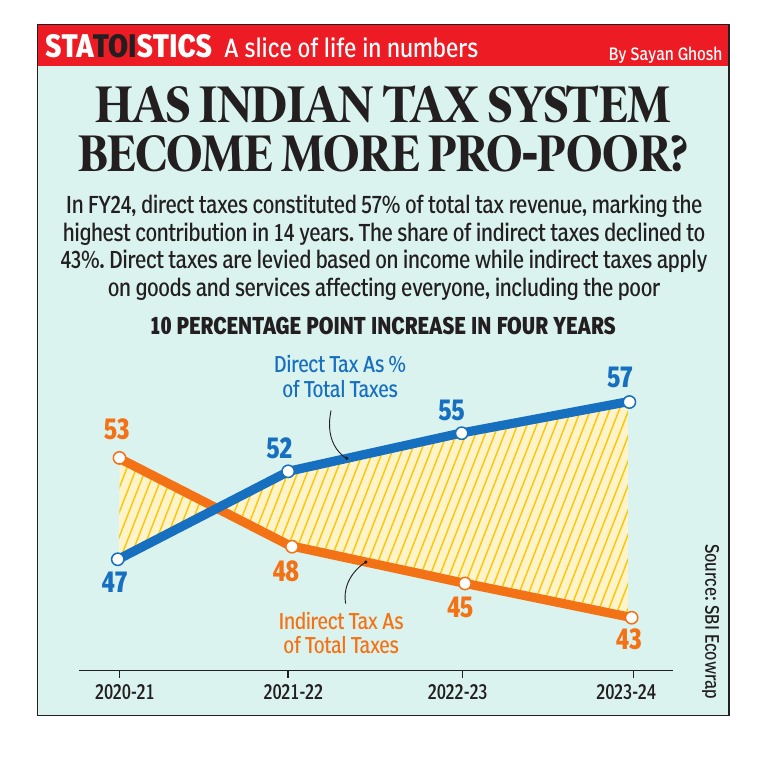 STATOISTICS A slice of life in numbers By Sayan Ghosh
HAS INDIAN TAX SYSTEM
BECOME MORE PRO-POOR?
In FY24, direct taxes constituted 57% of total tax revenue, marking the
highest contribution in 14 years. The share of indirect taxes declined to
43%. Direct taxes are levied based on income while indirect taxes apply
on goods and services affecting everyone, including the poor
10 PERCENTAGE POINT INCREASE IN FOUR YEARS
Direct Tax As %
of Total Taxes
53
52
55
57
47
48
45
43
Indirect Tax As
of Total Taxes
2020-21 2021-22 2022-23 2023-24
Source: SBI Ecowrap